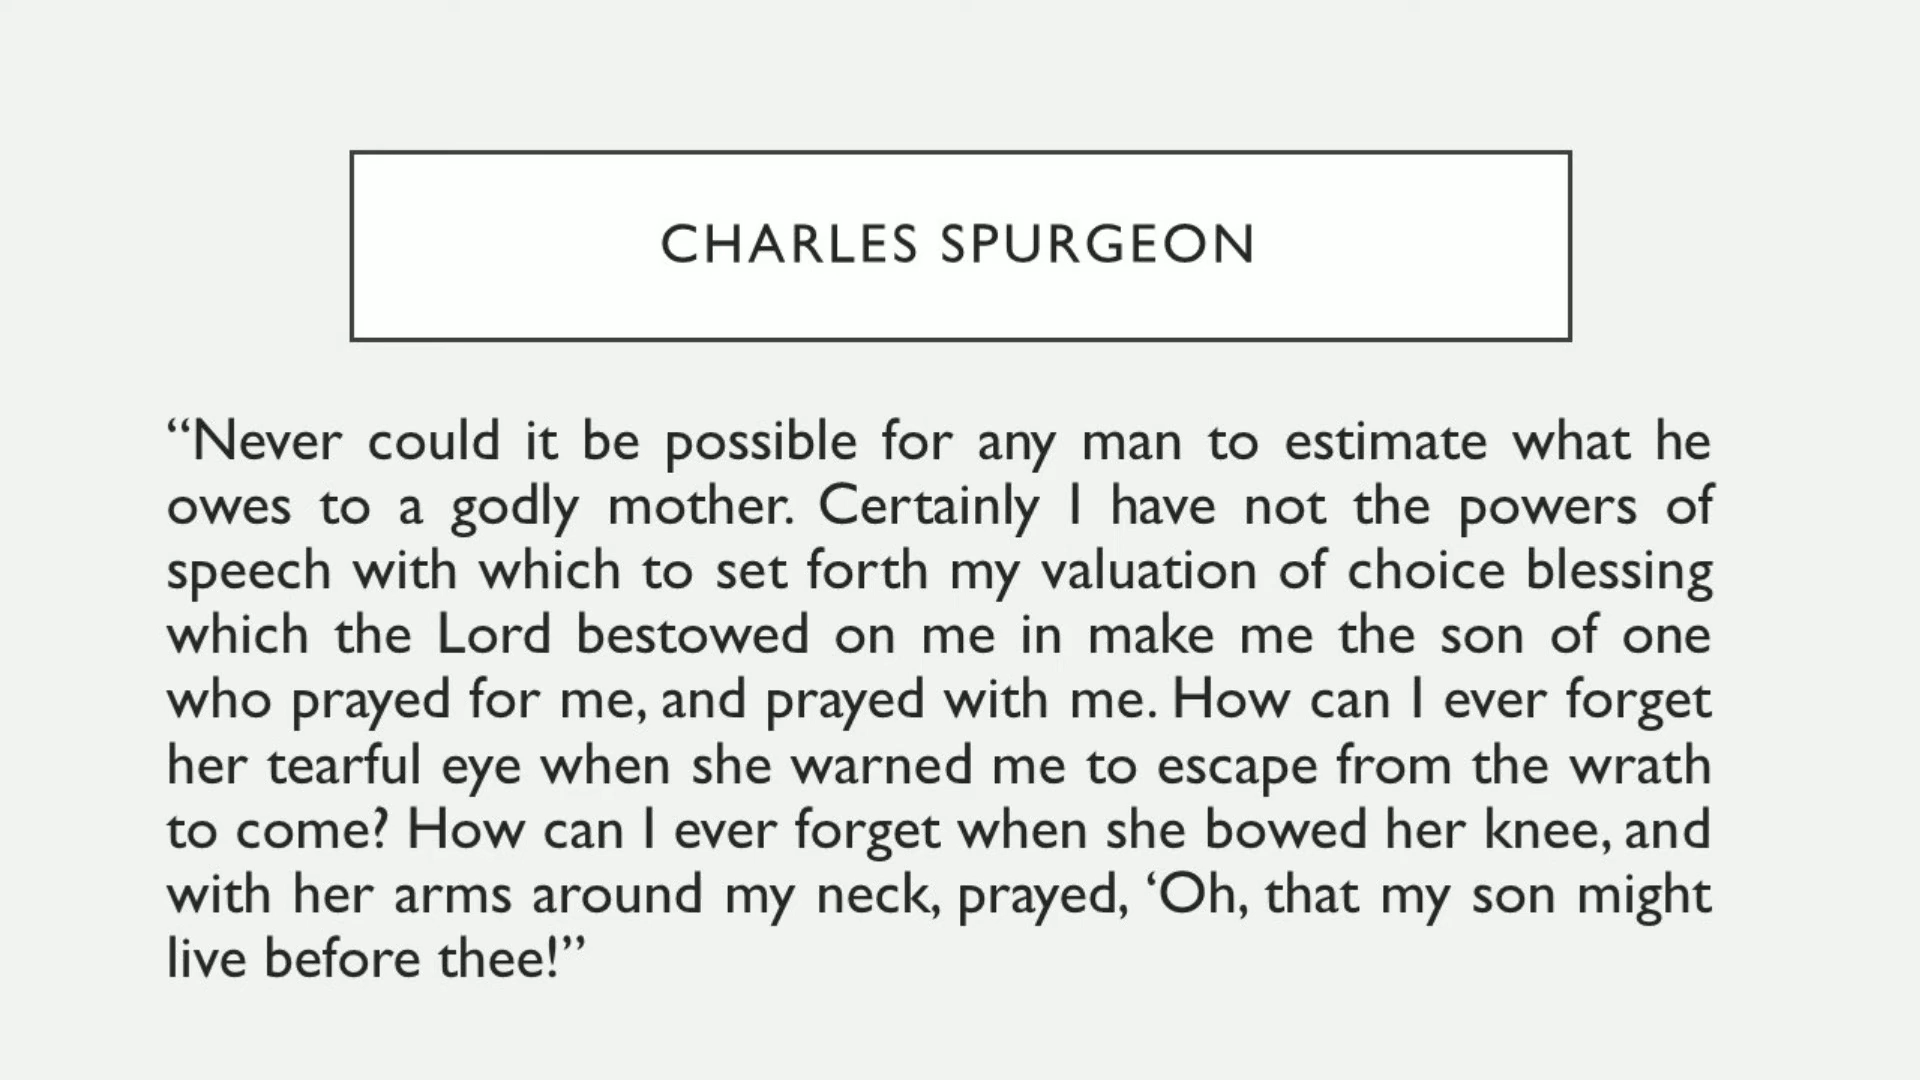 CHARLES SPURGEON
“Never could it be possible for any man to estimate what he
owes to a godly mother. Certainly I have not the powers of
speech with which to set forth my valuation of choice blessing
which the Lord bestowed on me in make me the son of one
who prayed for me, and prayed with me. How can I ever forget
her tearful eye when she warned me to escape from the wrath
to come? How can I ever forget when she bowed her knee, and
with her arms around my neck, prayed, ‘Oh, that my son might
live before thee!”